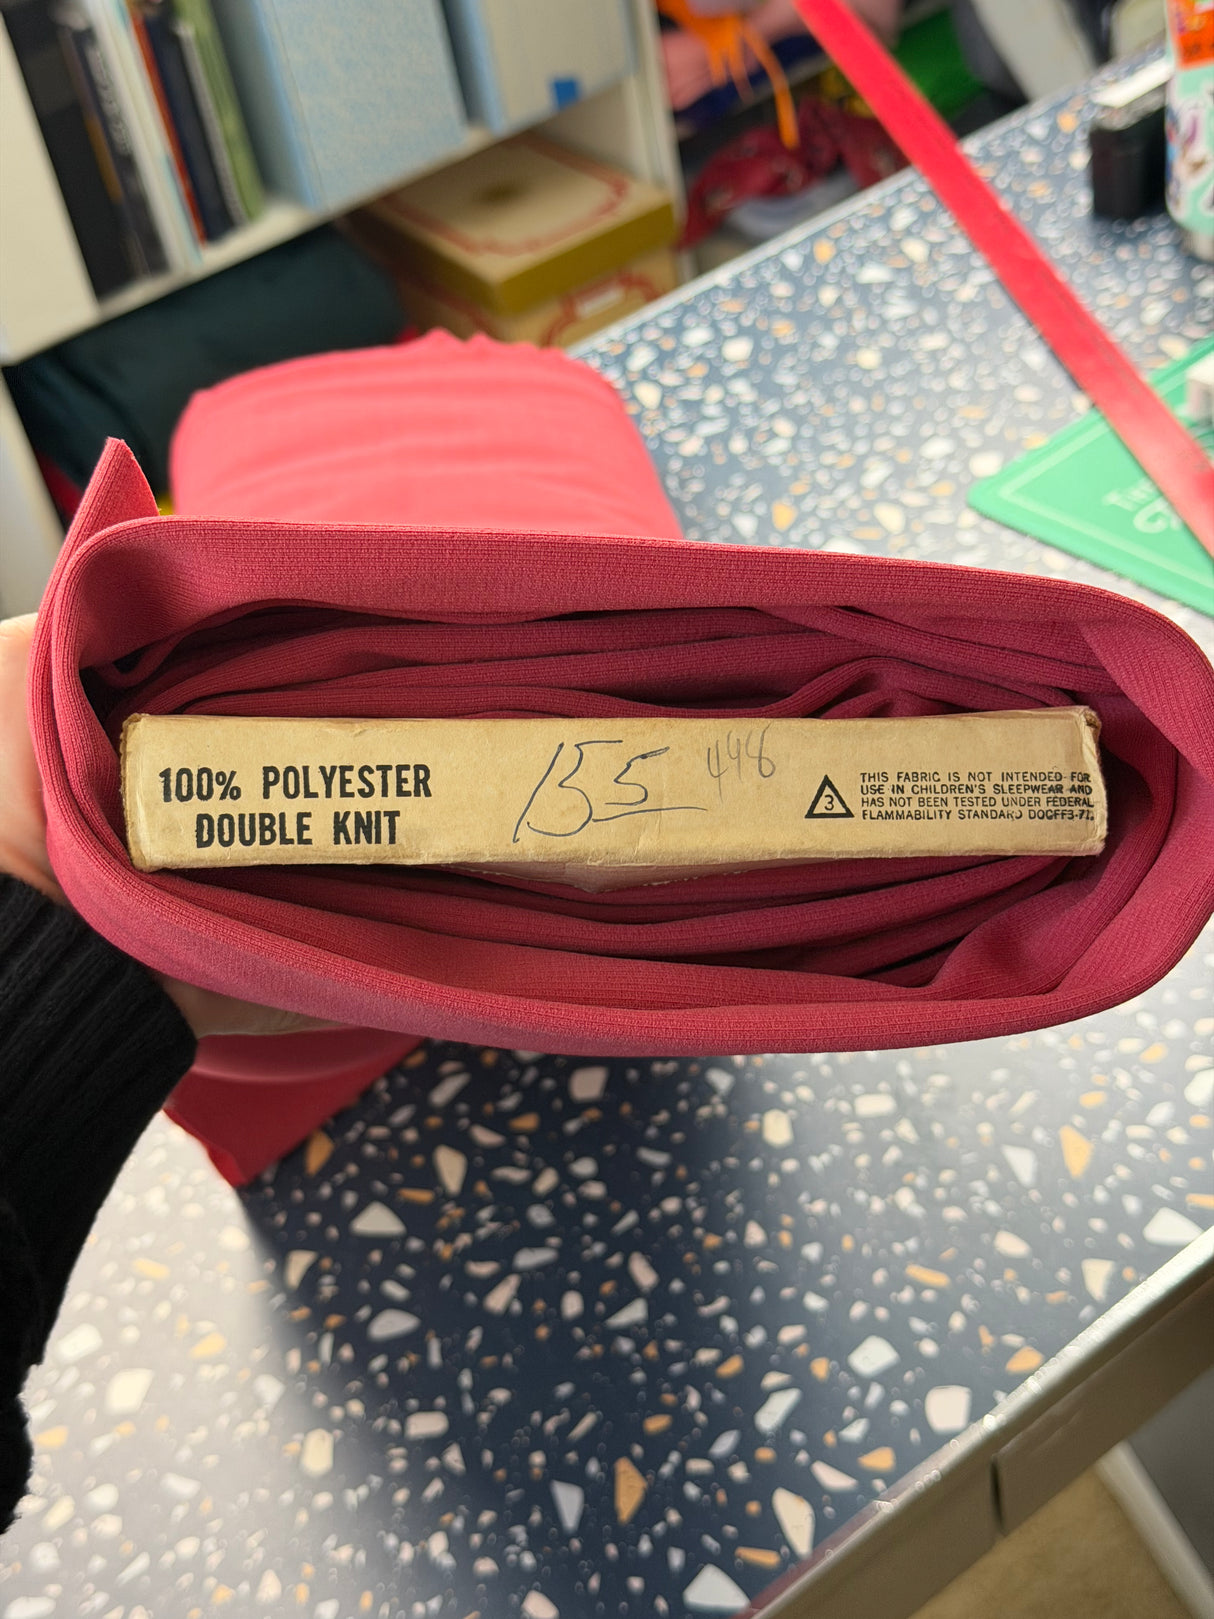 100% POLYESTER
DOUBLE KNIT
155
448
3
THIS FABRIC IS NOT INTENDED FOR
USE IN CHILDREN'S SLEEPWEAR AND
HAS NOT BEEN TESTED UNDER FEDERAL
FLAMMABILITY STANDARD DOCFF3-71.